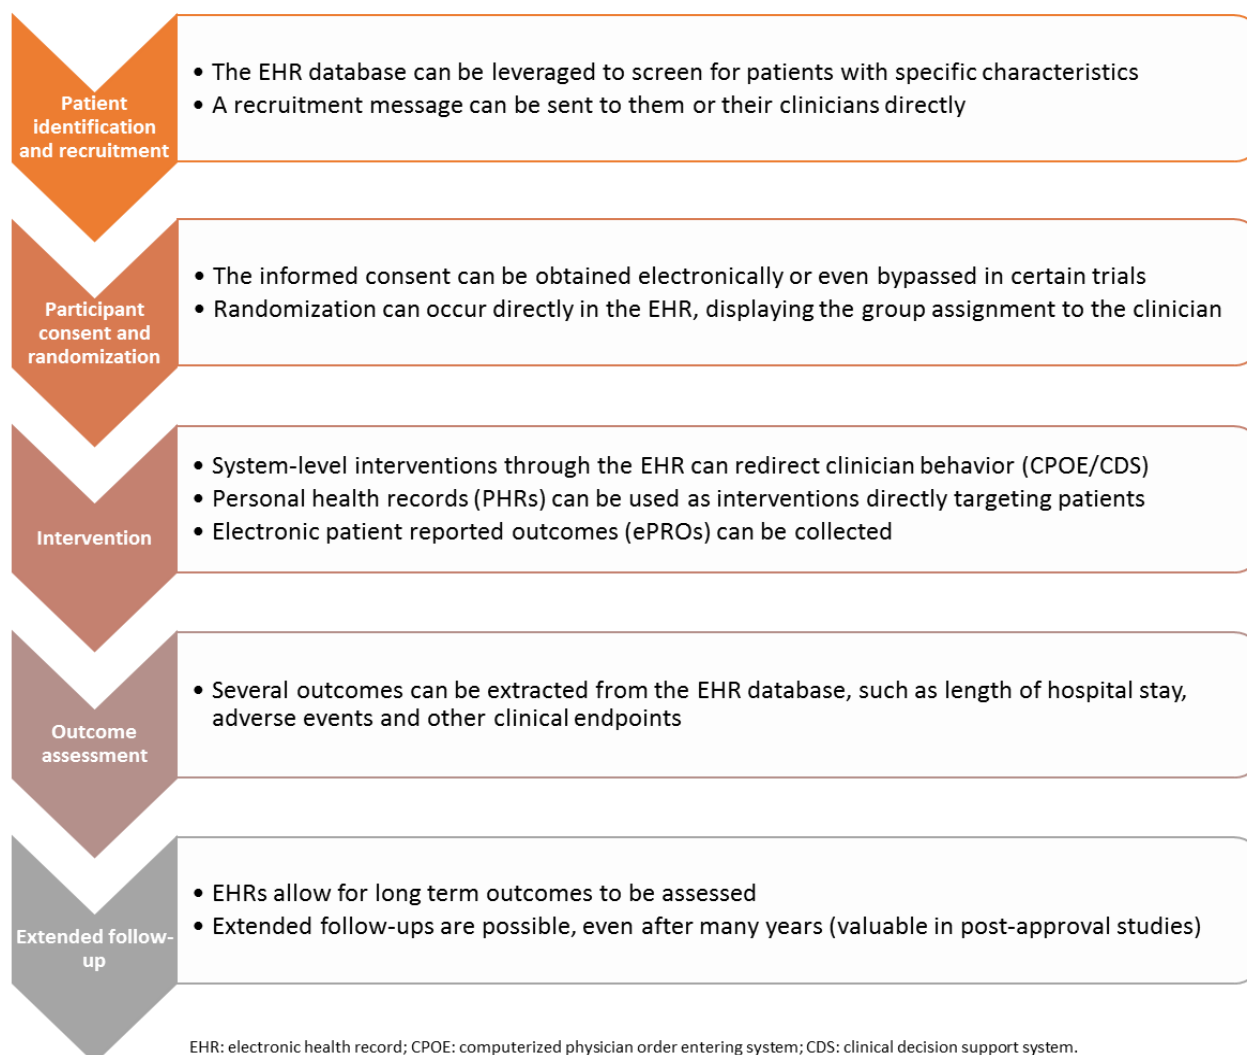 Patient
identification
and recruitment
• The EHR database can be leveraged to screen for patients with specific characteristics
• A recruitment message can be sent to them or their clinicians directly
Participant
consent and
randomization
• The informed consent can be obtained electronically or even bypassed in certain trials
• Randomization can occur directly in the EHR, displaying the group assignment to the clinician
Intervention
• System-level interventions through the EHR can redirect clinician behavior (CPOE/CDS)
• Personal health records (PHRs) can be used as interventions directly targeting patients
• Electronic patient reported outcomes (ePROs) can be collected
Outcome
assessment
• Several outcomes can be extracted from the EHR database, such as length of hospital stay,
adverse events and other clinical endpoints
Extended follow-
up
• EHRs allow for long term outcomes to be assessed
• Extended follow-ups are possible, even after many years (valuable in post-approval studies)
EHR: electronic health record; CPOE: computerized physician order entering system; CDS: clinical decision support system.